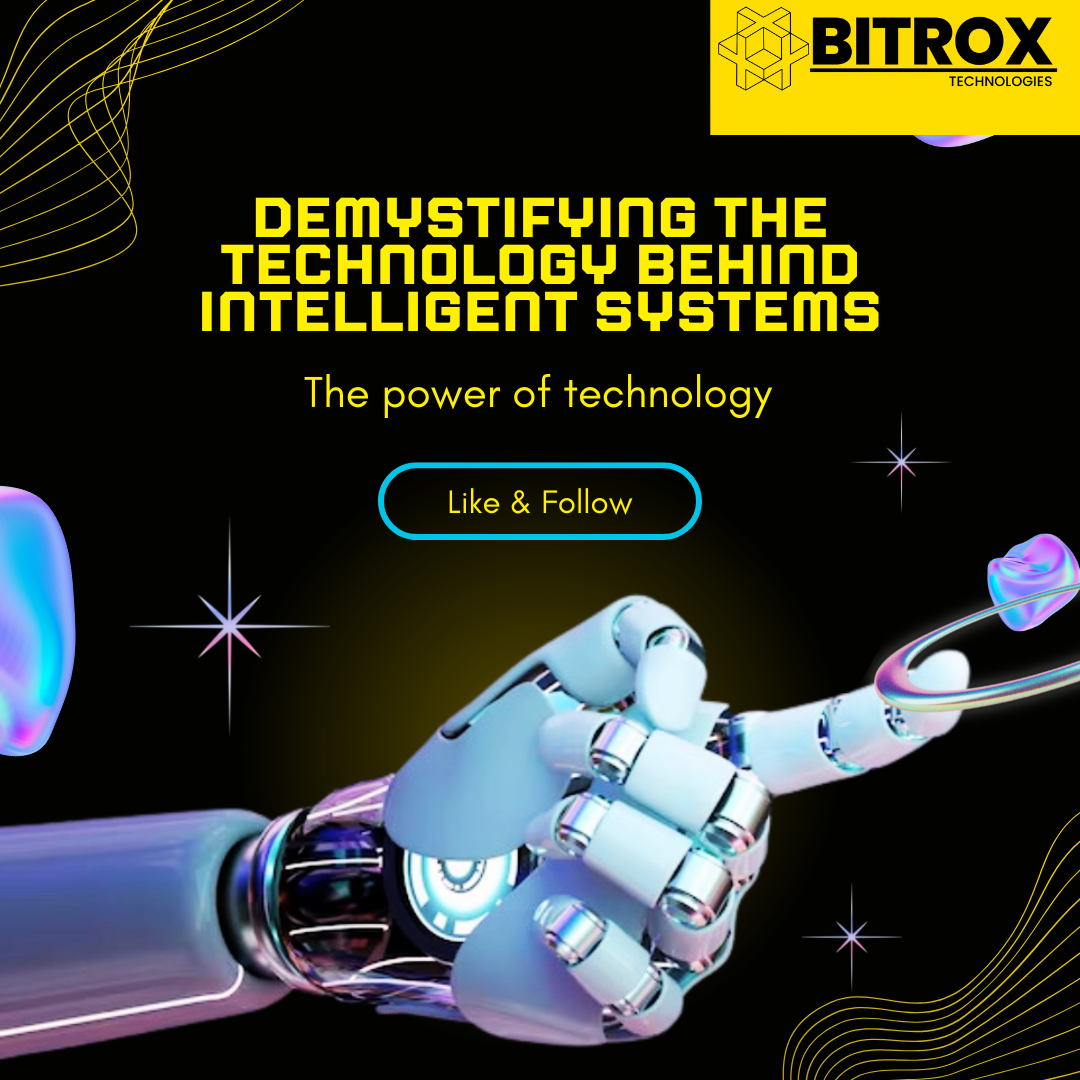 BITROX
TECHNOLOGIES
DEMYSTIFYING THE
TECHNOLOGY BEHIND
INTELLIGENT SYSTEMS
The power of technology
Like & Follow